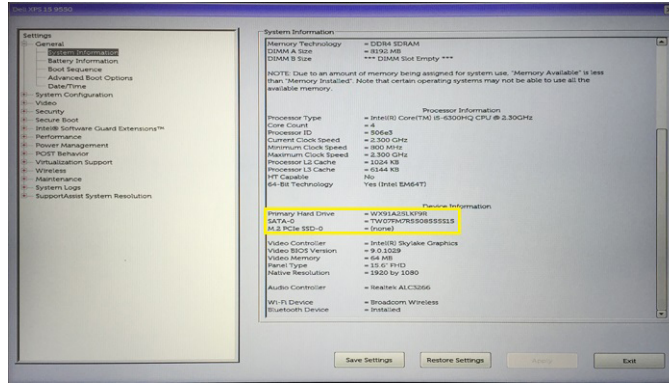 Dell XPS 15 9550
Settings
General
System Information
Battery Information
Boot Sequence
Advanced Boot Options
Date/Time
System Configuration
Video
Security
Secure Boot
Intel® Software Guard Extensions™
Performance
Power Management
POST Behavior
Virtualization Support
Wireless
Maintenance
System Logs
SupportAssist System Resolution
System Information
Memory Technology = DDR4 SDRAM
DIMM A Size = 8192 MB
DIMM B Size *** DIMM Slot Empty ***
NOTE: Due to an amount of memory being assigned for system use, "Memory Available" is less
than "Memory Installed". Note that certain operating systems may not be able to use all the
available memory.
Processor Information
Processor Type = Intel(R) Core(TM) i5-6300HQ CPU @ 2.30GHz
Core Count = 4
Processor ID = 506e3
Current Clock Speed = 2.300 GHz
Minimum Clock Speed = 800 MHz
Maximum Clock Speed = 2.300 GHz
Processor L2 Cache = 1024 KB
Processor L3 Cache = 6144 KB
HT Capable No
64-Bit Technology Yes (Intel EM64T)
Device Information
Primary Hard Drive = WX91A25LKP9R
SATA-0 = TW07FM7R5508555515
M.2 PCIe SSD-0 = (none)
Video Controller = Intel(R) Skylake Graphics
Video BIOS Version = 9.0.1029
Video Memory = 64 MB
Panel Type = 15.6" FHD
Native Resolution = 1920 by 1080
Audio Controller = Realtek ALC3266
Wi-Fi Device = Broadcom Wireless
Bluetooth Device = Installed
Save Settings
Restore Settings
Apply
Exit